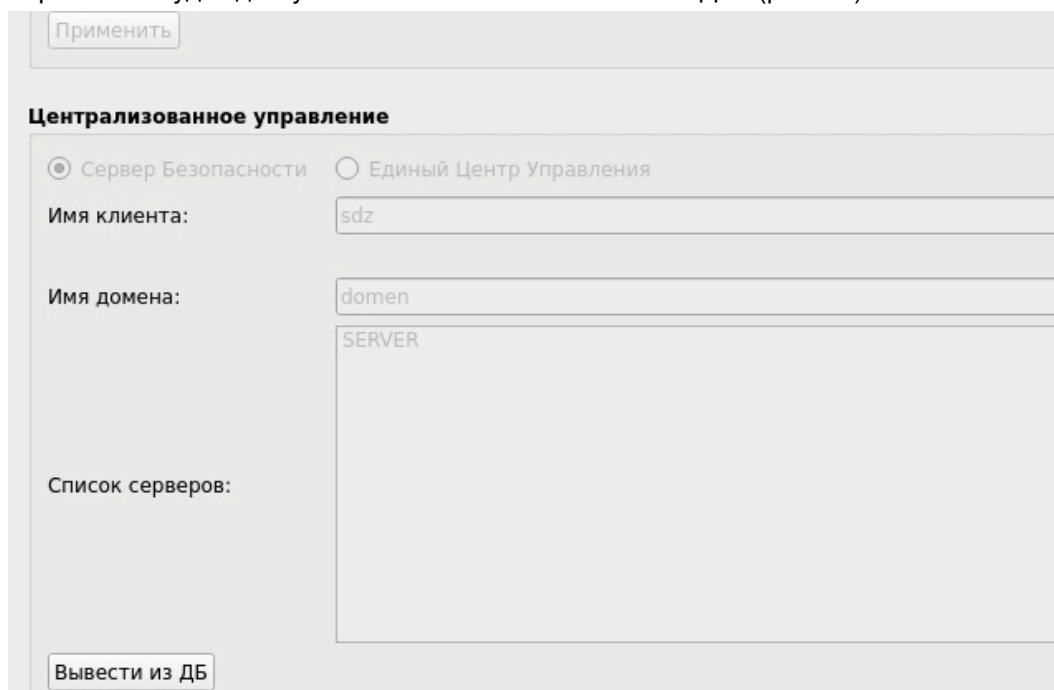 Применить
Централизованное управление
Сервер Безопасности Единый Центр Управления
Имя клиента: sdz
Имя домена: domen
SERVER
Список серверов:
Вывести из ДБ